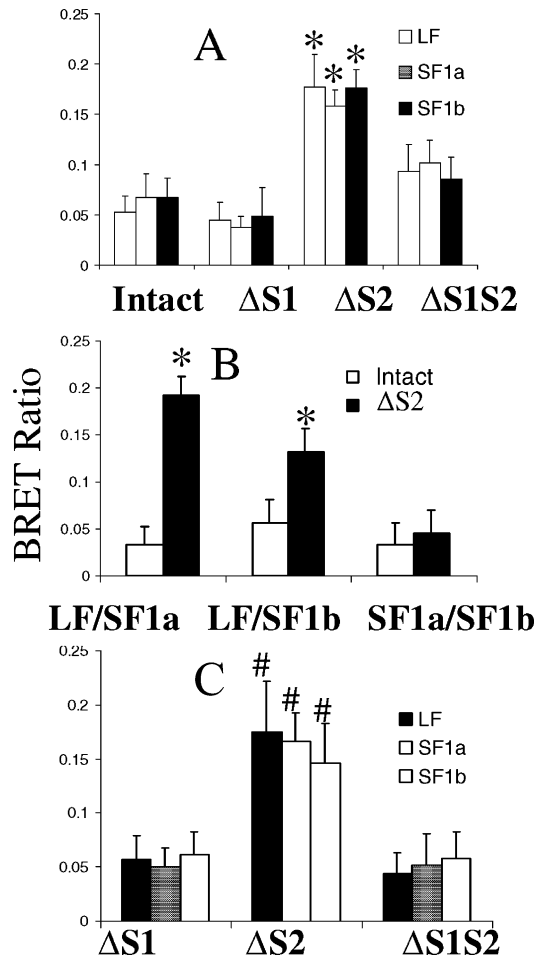 0.25
0.2
0.15
0.1
0.05
0
A
* * *
LF
SF1a
SF1b
Intact ΔS1 ΔS2 ΔS1S2
BRET Ratio
0.25
0.2
0.15
0.1
0.05
0
B
* *
Intact
ΔS2
LF/SF1a LF/SF1b SF1a/SF1b
0.25
0.2
0.15
0.1
0.05
0
C
# # #
LF
SF1a
SF1b
ΔS1 ΔS2 ΔS1S2